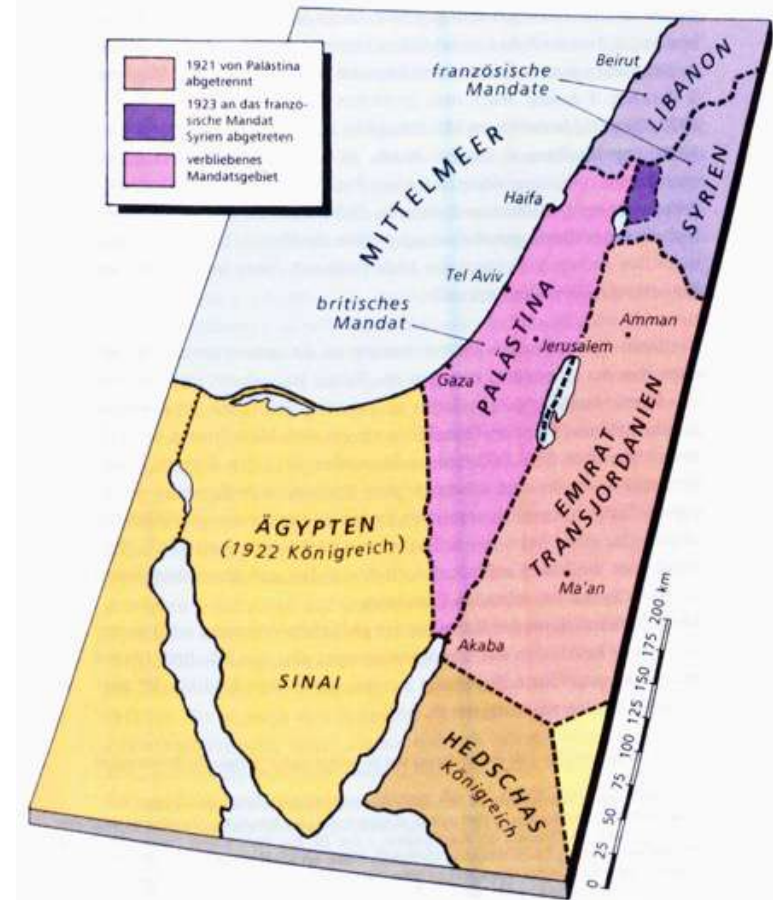 1921 von Palästina
abgetrennt
1923 an das franzö-
sische Mandat
Syrien abgetreten
verbliebenes
Mandatsgebiet
französische
Mandate
Beirut
LIBANON
SYRIEN
MITTELMEER
Haifa
Tel Aviv
britisches
Mandat
PALÄSTINA
Jerusalem
Amman
Gaza
EMIRAT
TRANSJORDANIEN
Ma'an
ÄGYPTEN
(1922 Königreich)
Akaba
SINAI
HEDSCHAS
Königreich
0 25 50 75 100 125 150 175 200 km